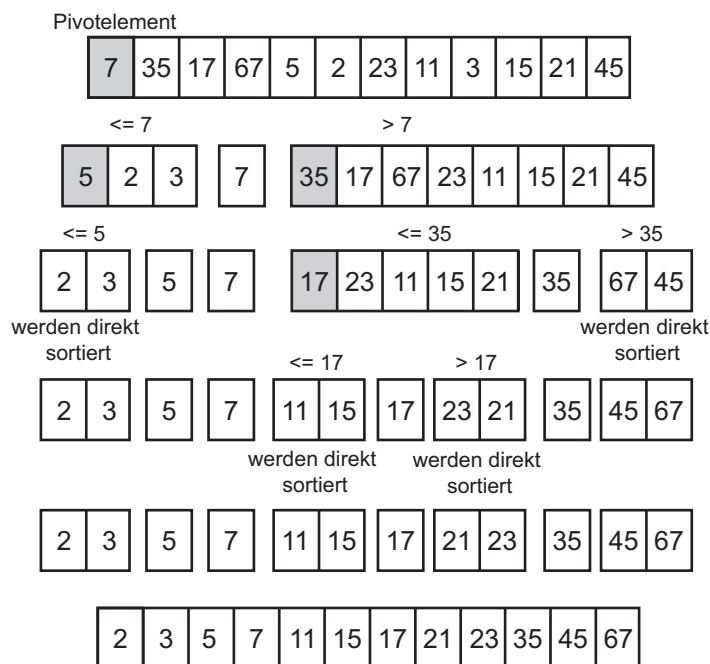 Pivotelement
7 35 17 67 5 2 23 11 3 15 21 45
<= 7 > 7
5 2 3 7 35 17 67 23 11 15 21 45
<= 5 <= 35 > 35
2 3 5 7 17 23 11 15 21 35 67 45
werden direkt werden direkt
sortiert sortiert
<= 17 > 17
2 3 5 7 11 15 17 23 21 35 45 67
werden direkt werden direkt
sortiert sortiert
2 3 5 7 11 15 17 21 23 35 45 67
2 3 5 7 11 15 17 21 23 35 45 67